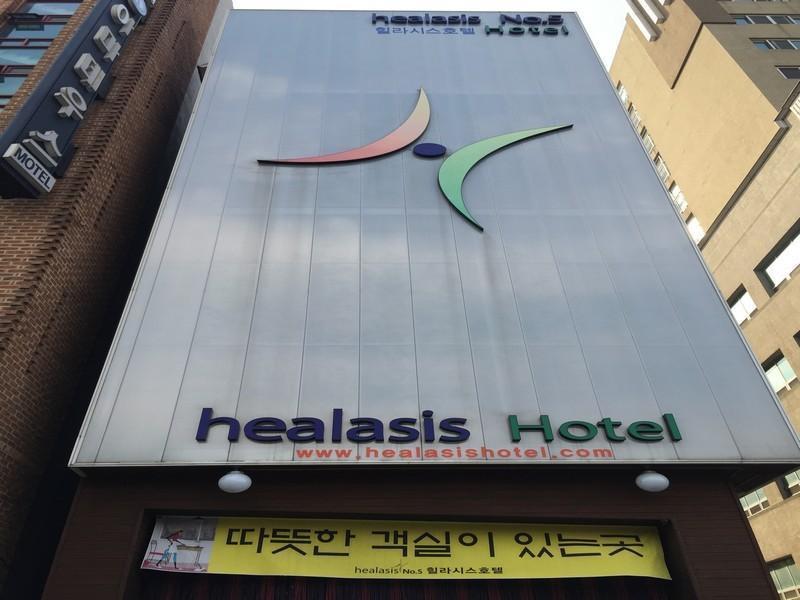 healasis No.5
힐라시스호텔 Hotel
MOTEL
healasis Hotel
www.healasishotel.com
따뜻한 객실이 있는곳
healasis No.5 힐라시스호텔